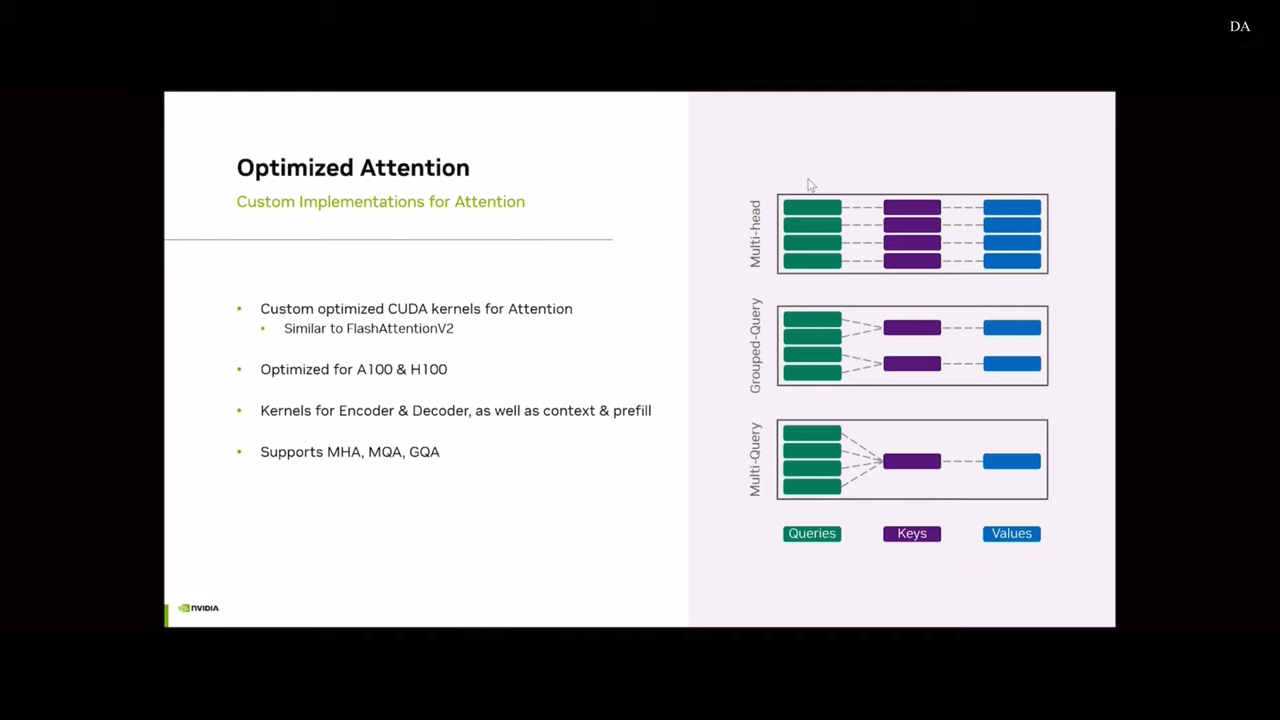 DA
Optimized Attention
Custom Implementations for Attention
• Custom optimized CUDA kernels for Attention
• Similar to FlashAttentionV2
• Optimized for A100 & H100
• Kernels for Encoder & Decoder, as well as context & prefill
• Supports MHA, MQA, GQA
NVIDIA
Multi-head
Grouped-Query
Multi-Query
Queries Keys Values